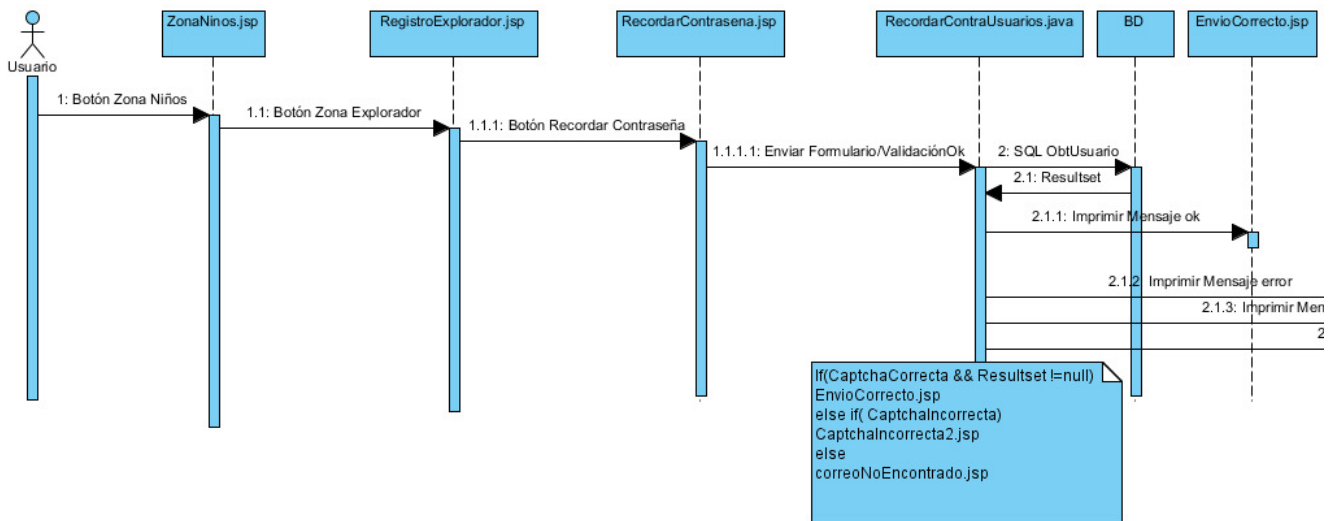 ZonaNinos.jsp
RegistroExplorador.jsp
RecordarContrasena.jsp
RecordarContraUsuarios.java
BD
EnvioCorrecto.jsp
Usuario
1: Botón Zona Niños
1.1: Botón Zona Explorador
1.1.1: Botón Recordar Contraseña
1.1.1.1: Enviar Formulario/ValidaciónOk
2: SQL ObtUsuario
2.1: Resultset
2.1.1: Imprimir Mensaje ok
2.1.2: Imprimir Mensaje error
2.1.3: Imprimir Men
2
If(CaptchaCorrecta && Resultset !=null)
EnvioCorrecto.jsp
else if( CaptchaIncorrecta)
CaptchaIncorrecta2.jsp
else
correoNoEncontrado.jsp